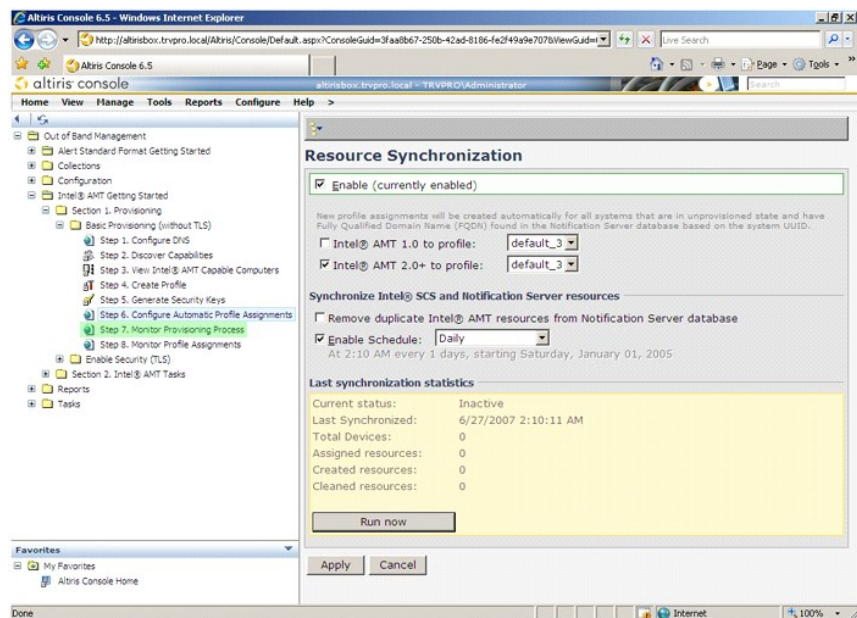 Altiris Console 6.5 - Windows Internet Explorer
http://altirisbox.trvpro.local/Altiris/Console/Default.aspx?ConsoleGuid=3faa8b67-250b-42ad-8186-fe2f49a9e707&ViewGuid=
Live Search
Altiris Console 6.5
Page
Tools
altiris console
altirisbox.trvpro.local - TRVPRO\Administrator
Search
Home View Manage Tools Reports Configure Help >
Out of Band Management
Alert Standard Format Getting Started
Collections
Configuration
Intel® AMT Getting Started
Section 1. Provisioning
Basic Provisioning (without TLS)
Step 1. Configure DNS
Step 2. Discover Capabilities
Step 3. View Intel® AMT Capable Computers
Step 4. Create Profile
Step 5. Generate Security Keys
Step 6. Configure Automatic Profile Assignments
Step 7. Monitor Provisioning Process
Step 8. Monitor Profile Assignments
Enable Security (TLS)
Section 2. Intel® AMT Tasks
Reports
Tasks
Favorites
My Favorites
Altiris Console Home
Resource Synchronization
Enable (currently enabled)
New profile assignments will be created automatically for all systems that are in unprovisioned state and have
Fully Qualified Domain Name (FQDN) found in the Notification Server database based on the system UUID.
Intel® AMT 1.0 to profile: default_3
Intel® AMT 2.0+ to profile: default_3
Synchronize Intel® SCS and Notification Server resources
Remove duplicate Intel® AMT resources from Notification Server database
Enable Schedule: Daily
At 2:10 AM every 1 days, starting Saturday, January 01, 2005
Last synchronization statistics
Current status: Inactive
Last Synchronized: 6/27/2007 2:10:11 AM
Total Devices: 0
Assigned resources: 0
Created resources: 0
Cleaned resources: 0
Run now
Apply Cancel
Done
Internet
100%